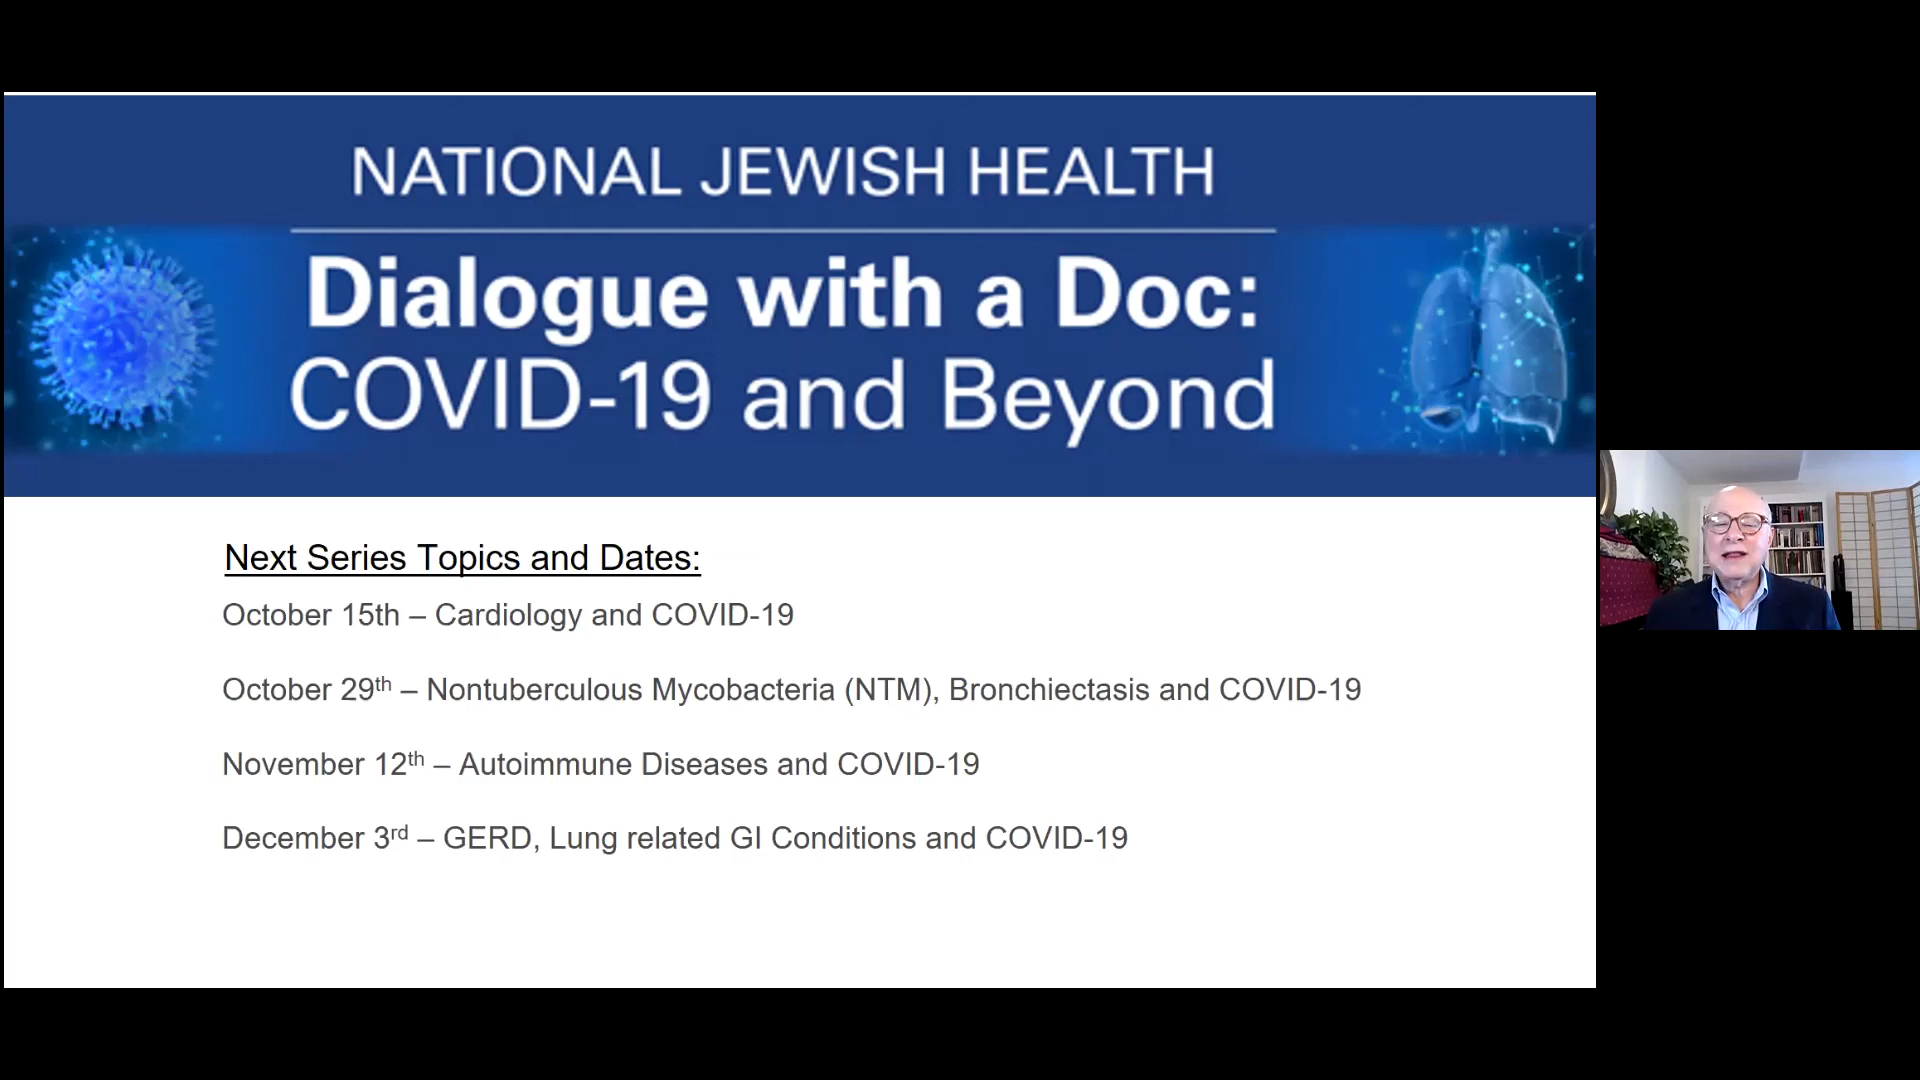 NATIONAL JEWISH HEALTH
Dialogue with a Doc:
COVID-19 and Beyond
Next Series Topics and Dates:
October 15th – Cardiology and COVID-19
October 29th – Nontuberculous Mycobacteria (NTM), Bronchiectasis and COVID-19
November 12th – Autoimmune Diseases and COVID-19
December 3rd – GERD, Lung related GI Conditions and COVID-19